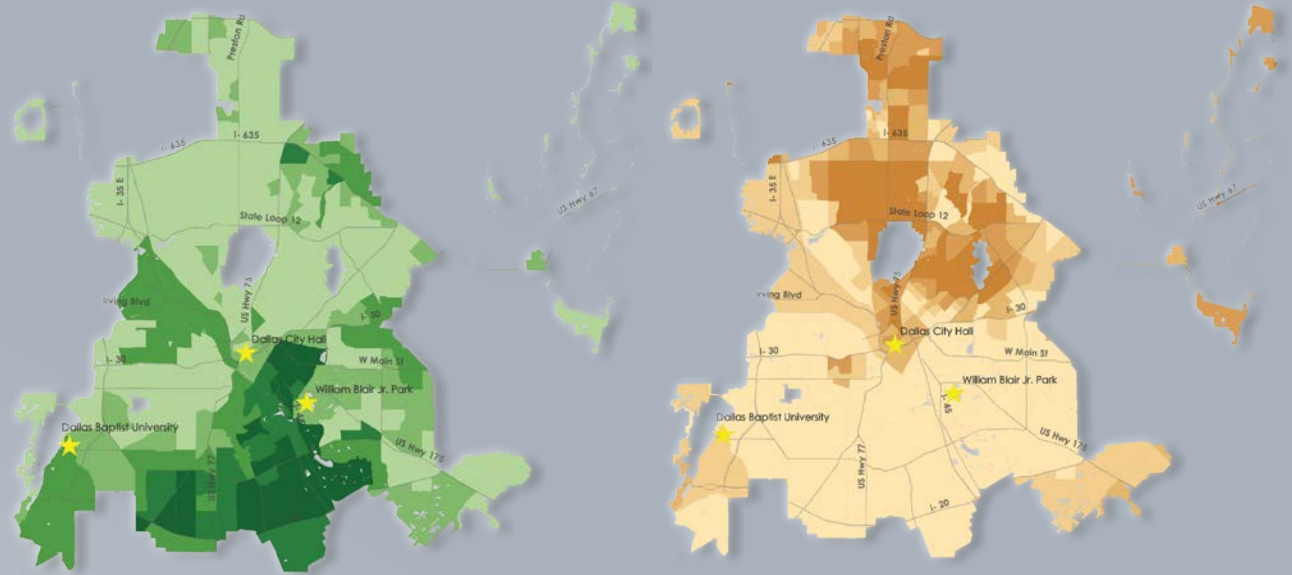 Preston Rd
I- 635
I- 635
I- 35 E
State Loop 12
US Hwy 67
US Hwy 75
Irving Blvd
I- 30
Dallas City Hall
I- 30
W Main St
William Blair Jr. Park
I- 45
Dallas Baptist University
US Hwy 175
US Hwy 77
Preston Rd
I- 635
I- 635
I- 35 E
State Loop 12
US Hwy 67
US Hwy 75
Irving Blvd
I- 30
Dallas City Hall
I- 30
W Main St
William Blair Jr. Park
I- 45
Dallas Baptist University
US Hwy 175
US Hwy 77
I- 20